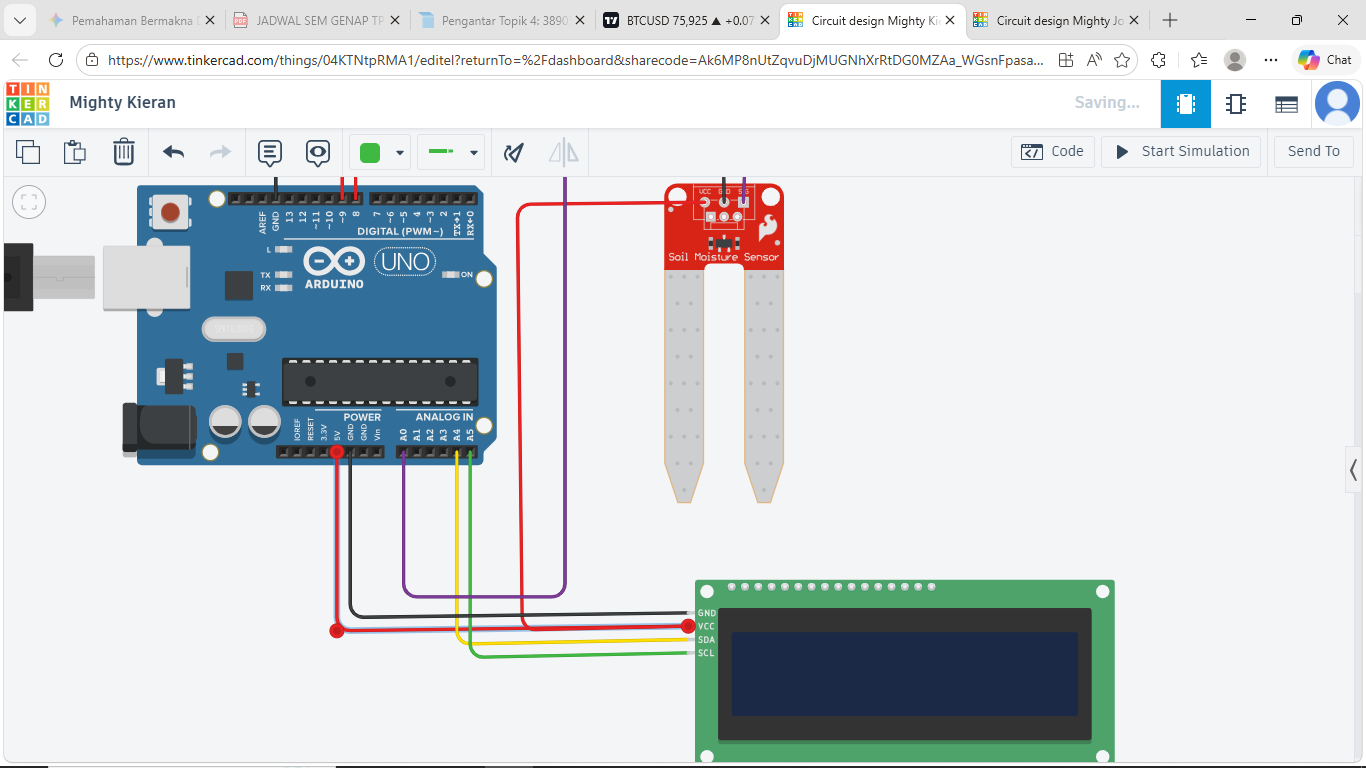 Pemahaman Bermakna
JADWAL SEM GENAP TP
Pengantar Topik 4: 3890
BTCUSD 75,925 ▲ +0.07
Circuit design Mighty Kie
Circuit design Mighty Jo
https://www.tinkercad.com/things/04KTNtpRMA1/editel?returnTo=%2Fdashboard&sharecode=Ak6MP8nUtZqvuDjMUGNhXrRtDG0MZAa_WGsnFpasa...
Chat
TIN
KER
CAD
Mighty Kieran
Saving...
Code
Start Simulation
Send To
AREF
GND
13
12
~11
~10
~9
8
7
~6
~5
4
~3
2
TX→1
RX←0
DIGITAL (PWM~)
L
TX
RX
UNO
ARDUINO
ON
POWER
ANALOG IN
IOREF
RESET
3.3V
5V
GND
GND
Vin
A0
A1
A2
A3
A4
A5
VCC
GND
SIG
Soil Moisture Sensor
GND
VCC
SDA
SCL